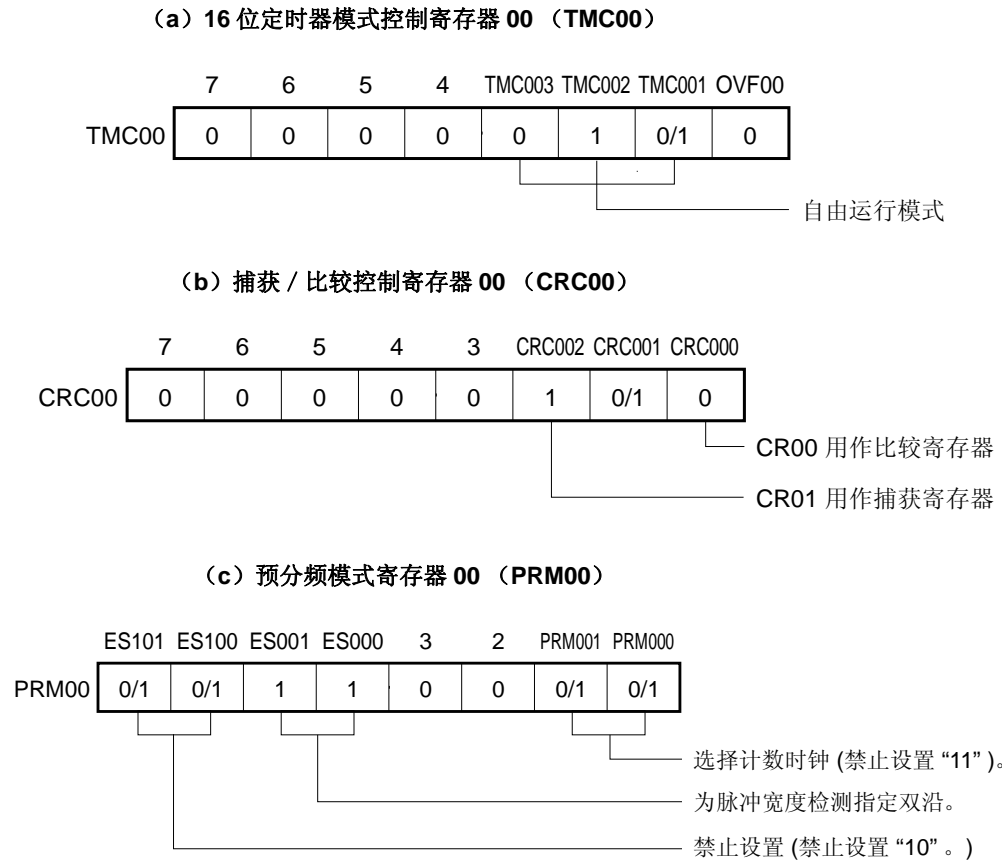 （a）16 位定时器模式控制寄存器 00 （TMC00）
7 6 5 4 TMC003 TMC002 TMC001 OVF00
TMC00 0 0 0 0 0 1 0/1 0
自由运行模式
（b）捕获 / 比较控制寄存器 00 （CRC00）
7 6 5 4 3 CRC002 CRC001 CRC000
CRC00 0 0 0 0 0 1 0/1 0
CR00 用作比较寄存器
CR01 用作捕获寄存器
（c）预分频模式寄存器 00 （PRM00）
ES101 ES100 ES001 ES000 3 2 PRM001 PRM000
PRM00 0/1 0/1 1 1 0 0 0/1 0/1
选择计数时钟 (禁止设置 “11” )。
为脉冲宽度检测指定双沿。
禁止设置 (禁止设置 “10” 。)